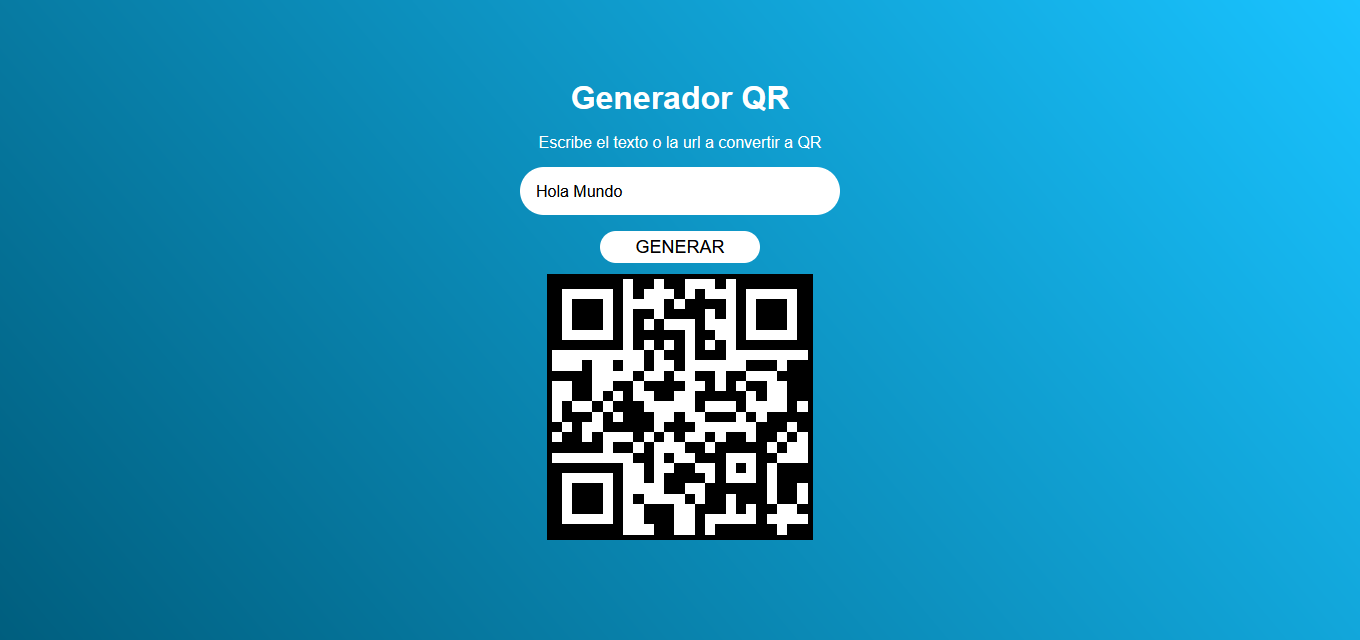 Generador QR
Escribe el texto o la url a convertir a QR
Hola Mundo
GENERAR